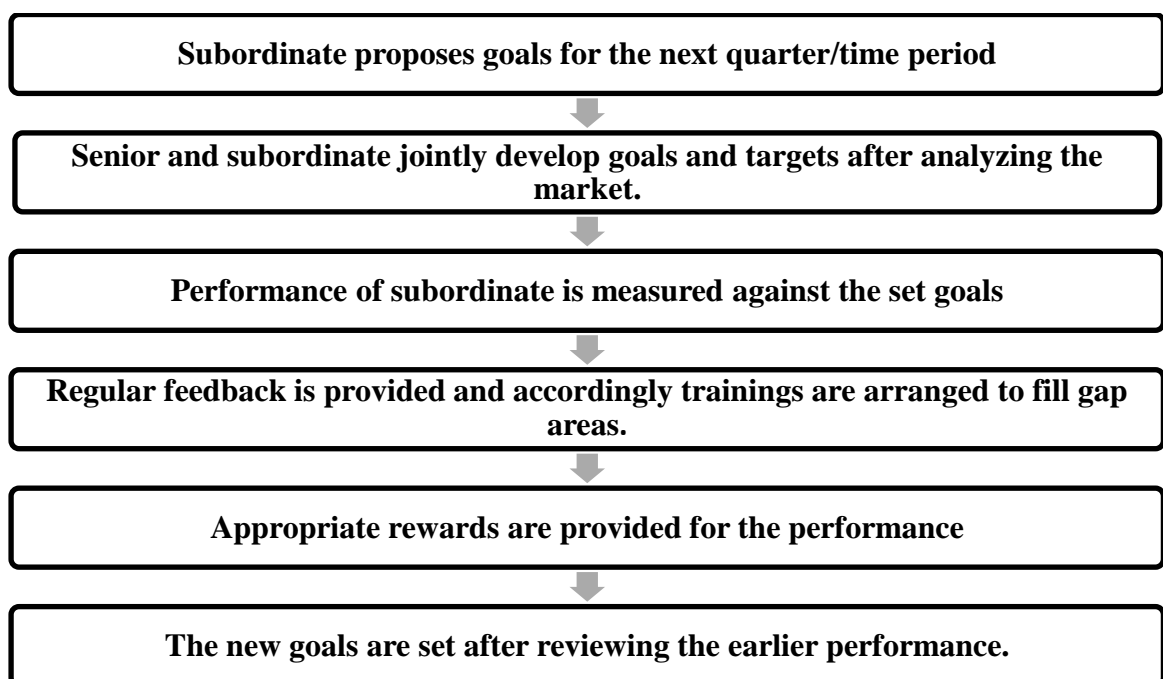 Subordinate proposes goals for the next quarter/time period
Senior and subordinate jointly develop goals and targets after analyzing the
market.
Performance of subordinate is measured against the set goals
Regular feedback is provided and accordingly trainings are arranged to fill gap
areas.
Appropriate rewards are provided for the performance
The new goals are set after reviewing the earlier performance.